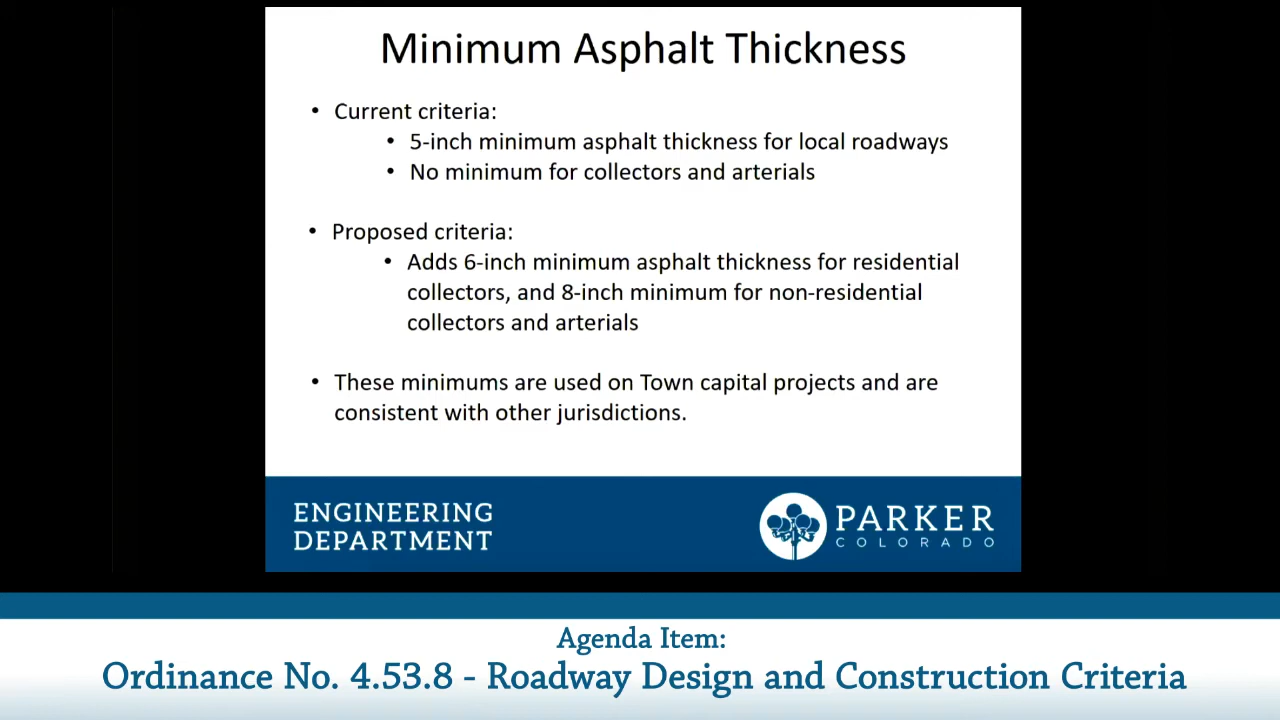 Minimum Asphalt Thickness
• Current criteria:
• 5-inch minimum asphalt thickness for local roadways
• No minimum for collectors and arterials
• Proposed criteria:
• Adds 6-inch minimum asphalt thickness for residential
collectors, and 8-inch minimum for non-residential
collectors and arterials
• These minimums are used on Town capital projects and are
consistent with other jurisdictions.
ENGINEERING
DEPARTMENT
PARKER
COLORADO
Agenda Item:
Ordinance No. 4.53.8 - Roadway Design and Construction Criteria